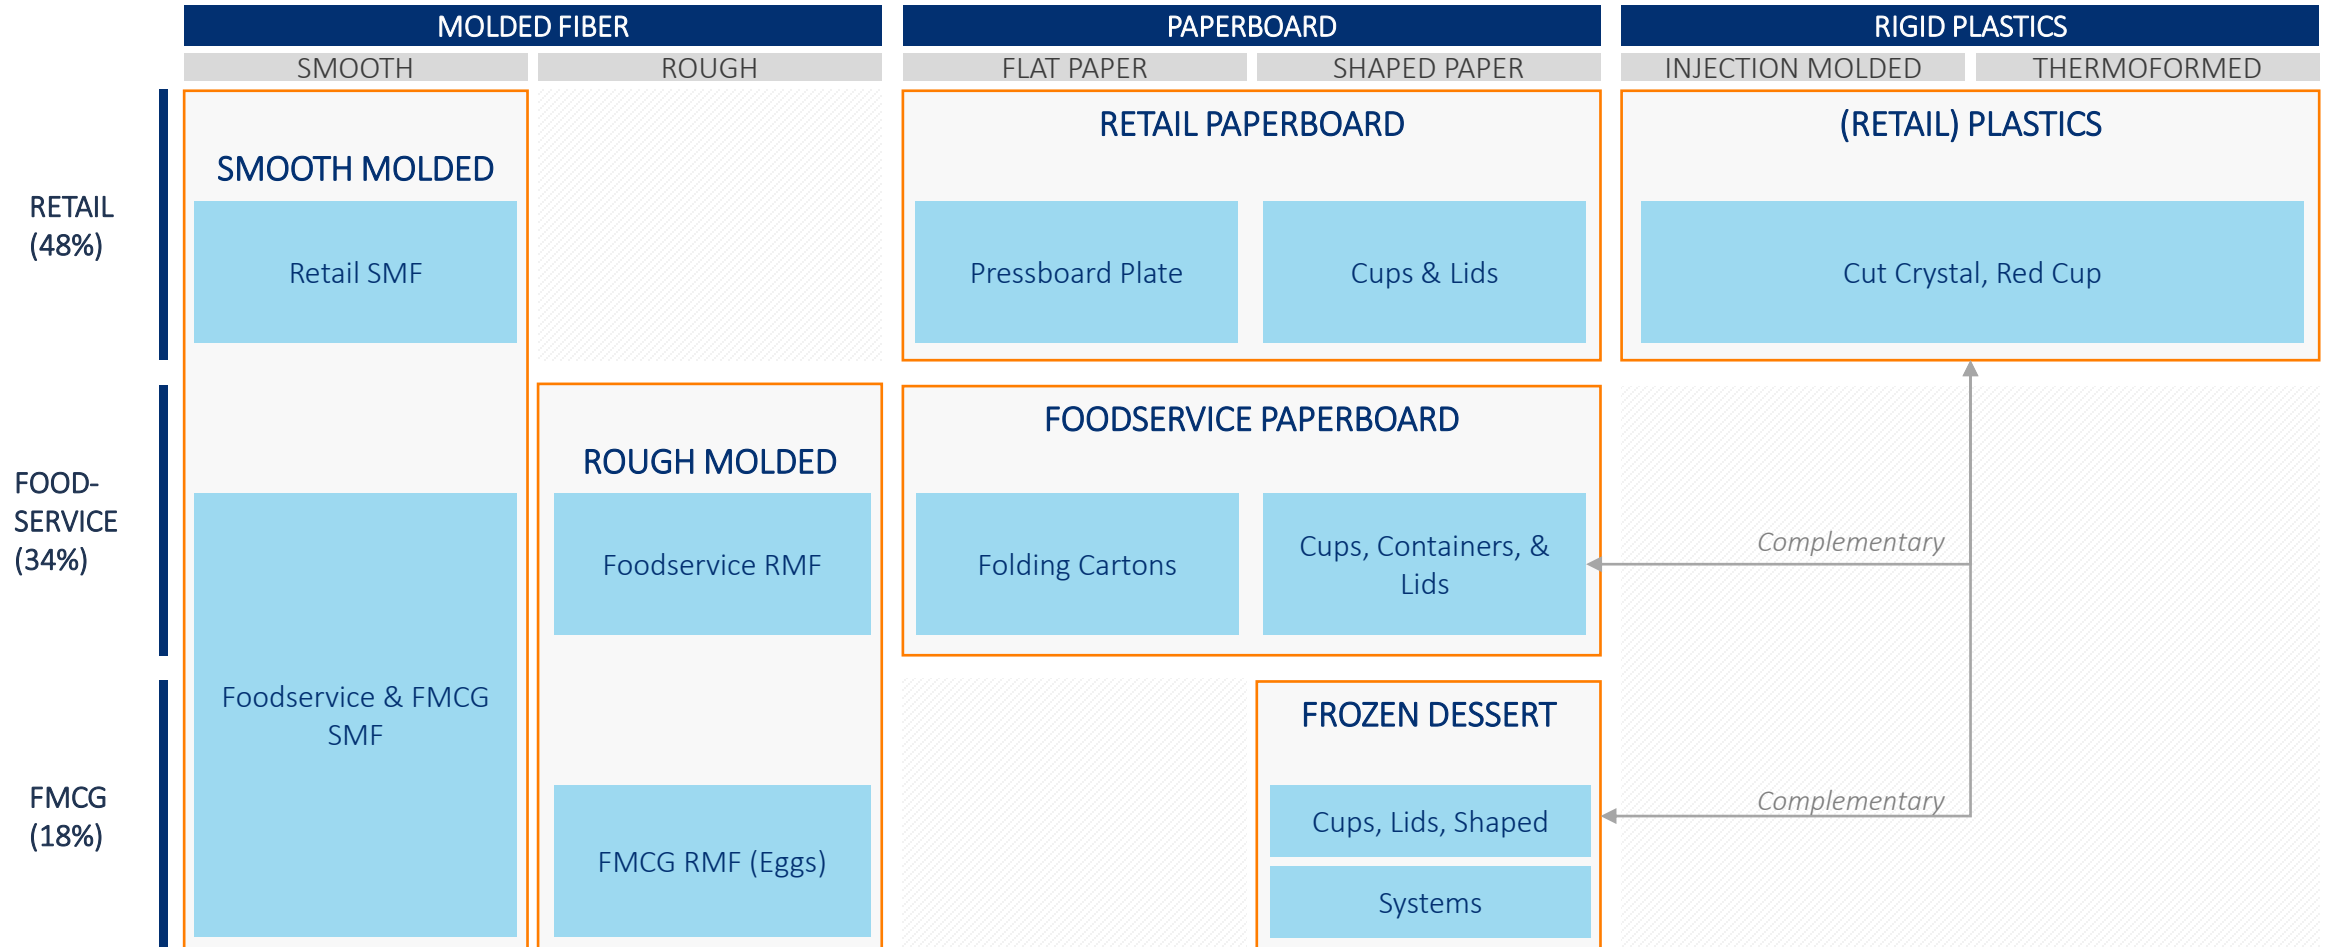 MOLDED FIBER
PAPERBOARD
RIGID PLASTICS
SMOOTH
ROUGH
FLAT PAPER
SHAPED PAPER
INJECTION MOLDED
THERMOFORMED
RETAIL
(48%)
SMOOTH MOLDED
Retail SMF
RETAIL PAPERBOARD
Pressboard Plate
Cups & Lids
(RETAIL) PLASTICS
Cut Crystal, Red Cup
FOOD-
SERVICE
(34%)
ROUGH MOLDED
Foodservice RMF
FOODSERVICE PAPERBOARD
Folding Cartons
Cups, Containers, &
Lids
Complementary
FMCG
(18%)
Foodservice & FMCG
SMF
FMCG RMF (Eggs)
FROZEN DESSERT
Cups, Lids, Shaped
Systems
Complementary